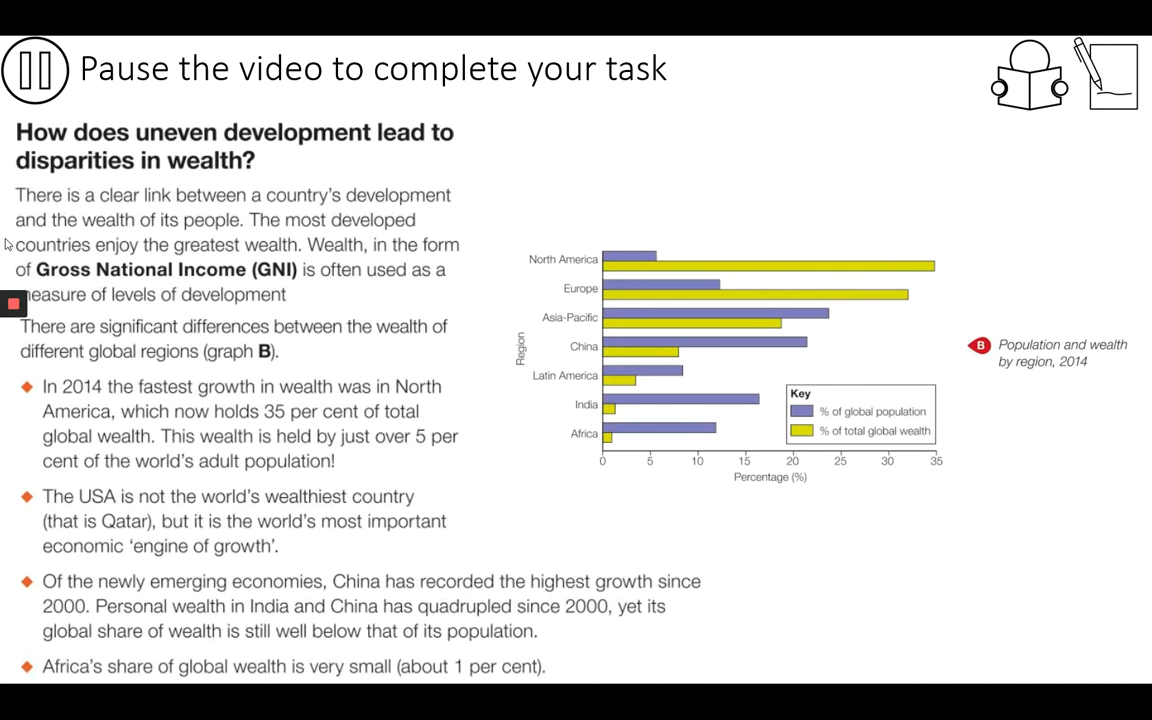 Pause the video to complete your task
How does uneven development lead to
disparities in wealth?
There is a clear link between a country's development
and the wealth of its people. The most developed
countries enjoy the greatest wealth. Wealth, in the form
of Gross National Income (GNI) is often used as a
measure of levels of development
There are significant differences between the wealth of
different global regions (graph B).
◆ In 2014 the fastest growth in wealth was in North
America, which now holds 35 per cent of total
global wealth. This wealth is held by just over 5 per
cent of the world's adult population!
◆ The USA is not the world's wealthiest country
(that is Qatar), but it is the world's most important
economic 'engine of growth'.
◆ Of the newly emerging economies, China has recorded the highest growth since
2000. Personal wealth in India and China has quadrupled since 2000, yet its
global share of wealth is still well below that of its population.
◆ Africa's share of global wealth is very small (about 1 per cent).
Region
North America
Europe
Asia-Pacific
China
Latin America
India
Africa
0 5 10 15 20 25 30 35
Percentage (%)
Key
% of global population
% of total global wealth
B Population and wealth
by region, 2014